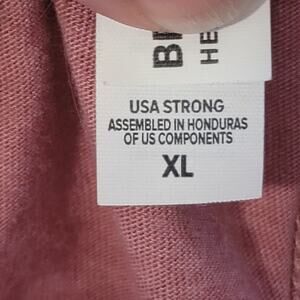 USA STRONG
ASSEMBLED IN HONDURAS
OF US COMPONENTS
XL